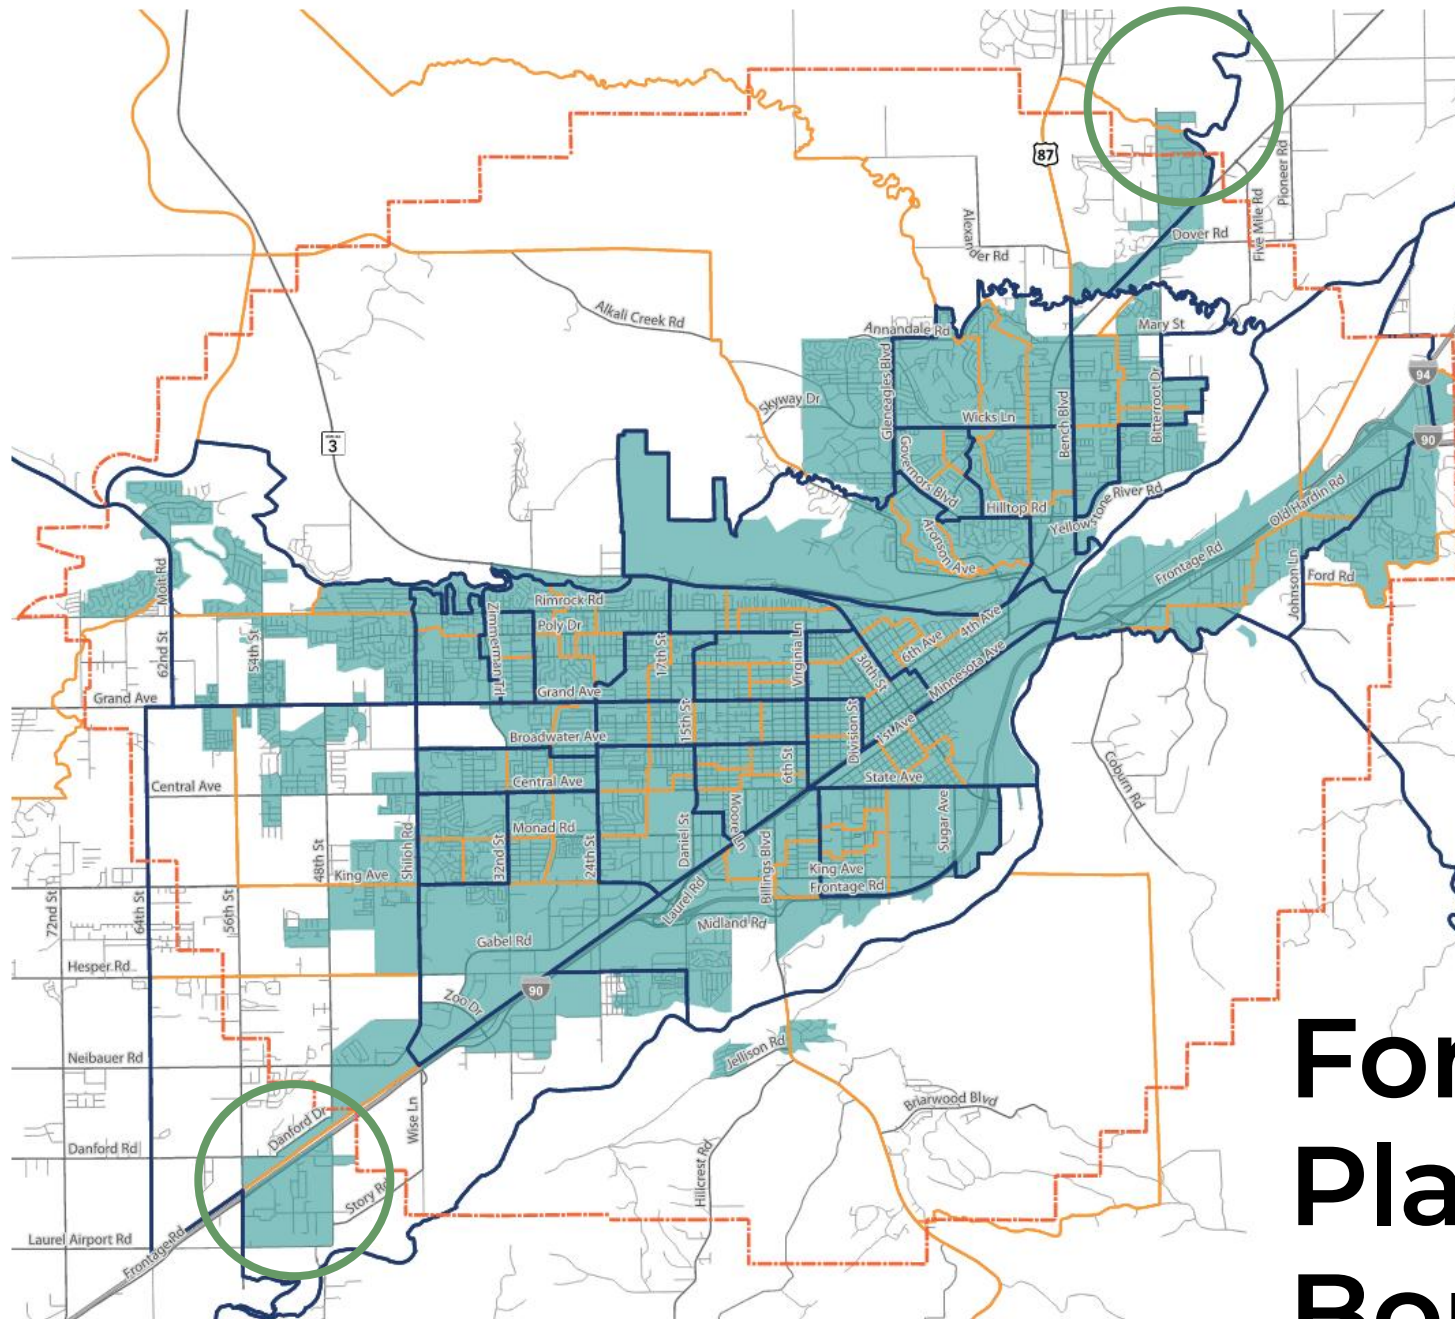 87
Pioneer Rd
Five Mile Rd
Dover Rd
Alexander Rd
Alkali Creek Rd
Annandale Rd
Mary St
Gleneagles Blvd
Skyway Dr
Wicks Ln
Bench Blvd
Bitterroot Dr
94
90
3
Governors Blvd
Hilltop Rd
Yellowstone River Rd
Old Hardin Rd
Aronson Ave
Frontage Rd
Johnson Ln
Ford Rd
Molt Rd
62nd St
54th St
Rimrock Rd
Zimmerman Trl
Poly Dr
17th St
Virginia Ln
30th St
6th Ave
4th Ave
Minnesota Ave
Grand Ave
Grand Ave
15th St
Division St
1st Ave
Broadwater Ave
6th St
State Ave
Central Ave
Central Ave
Coburn Rd
Shiloh Rd
32nd St
Monad Rd
24th St
Daniel St
Moore Ln
Billings Blvd
Sugar Ave
48th St
King Ave
King Ave
Frontage Rd
72nd St
64th St
56th St
Laurel Rd
Midland Rd
Gabel Rd
Hesper Rd
90
Zoo Dr
Neibauer Rd
Jellison Rd
Briarwood Blvd
Danford Dr
Wise Ln
Danford Rd
Hillcrest Rd
Story Rd
Laurel Airport Rd
Frontage Rd
For
Pla